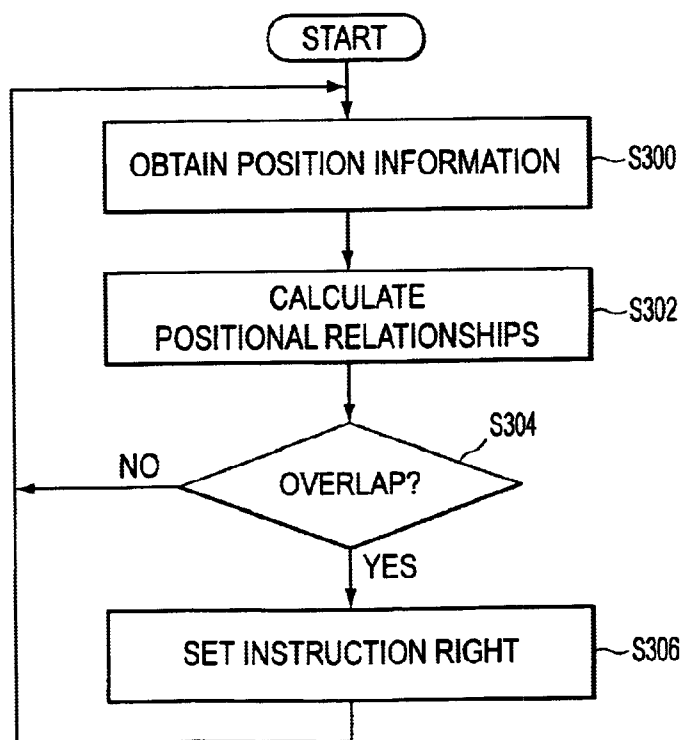 START
OBTAIN POSITION INFORMATION
S300
CALCULATE
POSITIONAL RELATIONSHIPS
S302
S304
NO
OVERLAP?
YES
SET INSTRUCTION RIGHT
S306